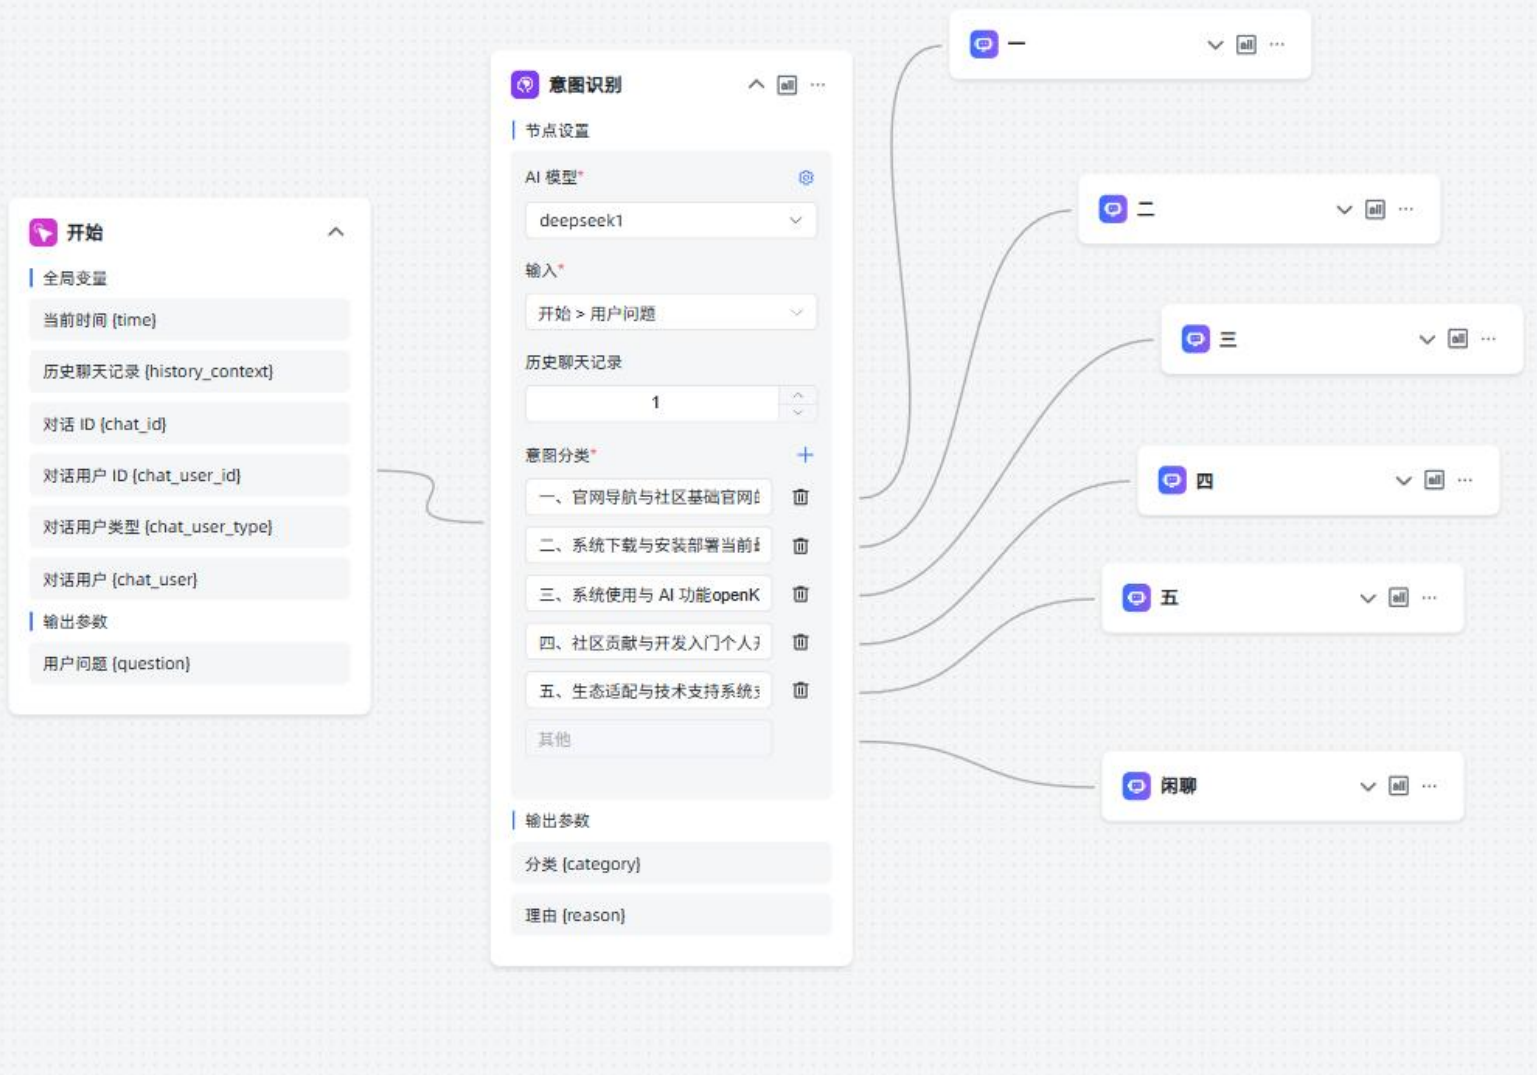 开始
全局变量
当前时间 {time}
历史聊天记录 {history_context}
对话 ID {chat_id}
对话用户 ID {chat_user_id}
对话用户类型 {chat_user_type}
对话用户 {chat_user}
输出参数
用户问题 {question}
意图识别
节点设置
AI 模型*
deepseek1
输入*
开始 > 用户问题
历史聊天记录
1
意图分类*
一、官网导航与社区基础官网的
二、系统下载与安装部署当前最
三、系统使用与 AI 功能openK
四、社区贡献与开发入门个人开
五、生态适配与技术支持系统支
其他
输出参数
分类 {category}
理由 {reason}
一
二
三
四
五
闲聊